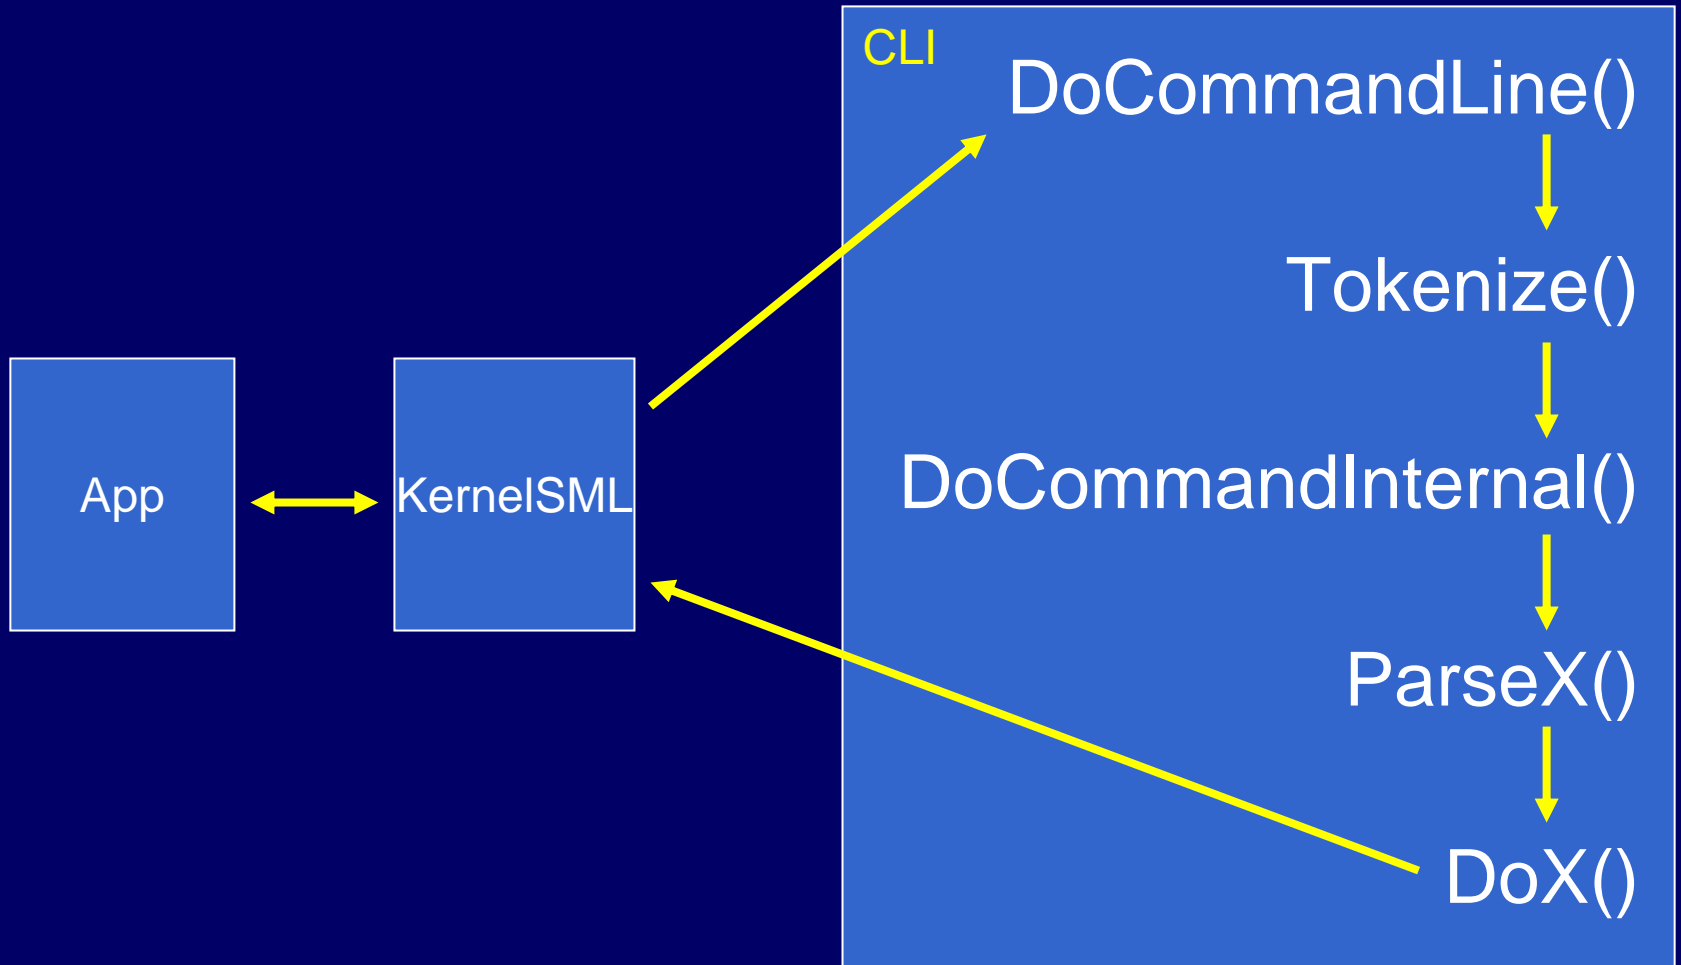 CLI
DoCommandLine()
Tokenize()
App
KernelSML
DoCommandInternal()
ParseX()
DoX()